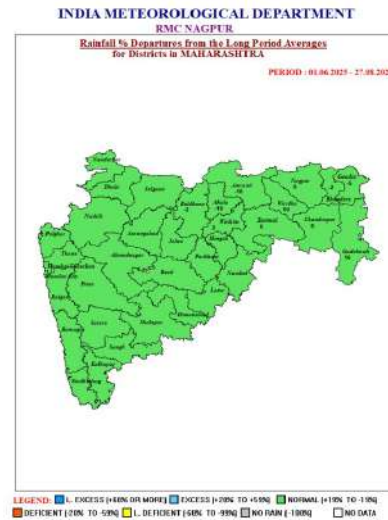 INDIA METEOROLOGICAL DEPARTMENT
RMC NAGPUR
Rainfall % Departures from the Long Period Averages
for Districts in MAHARASHTRA
PERIOD : 01.06.2025 - 27.08.202
Nandurbar
Dhule
Jalgaon
Nashik
Buldhana
Akola
Amravati
Nagpur
Gondia
Wardha
Washim
Yavatmal
Chandrapur
Gadchiroli
Palghar
Thane
Aurangabad
Jalna
Hingoli
Parbhani
Nanded
Ahmednagar
Beed
Pune
Raigad
Latur
Osmanabad
Satara
Solapur
Ratnagiri
Sangli
Kolhapur
Sindhudurg
LEGEND: L. EXCESS [+60% OR MORE] EXCESS [+20% TO +59%] NORMAL [+19% TO -19%]
DEFICIENT [-20% TO -59%] L. DEFICIENT [-60% TO -99%] NO RAIN [-100%] NO DATA